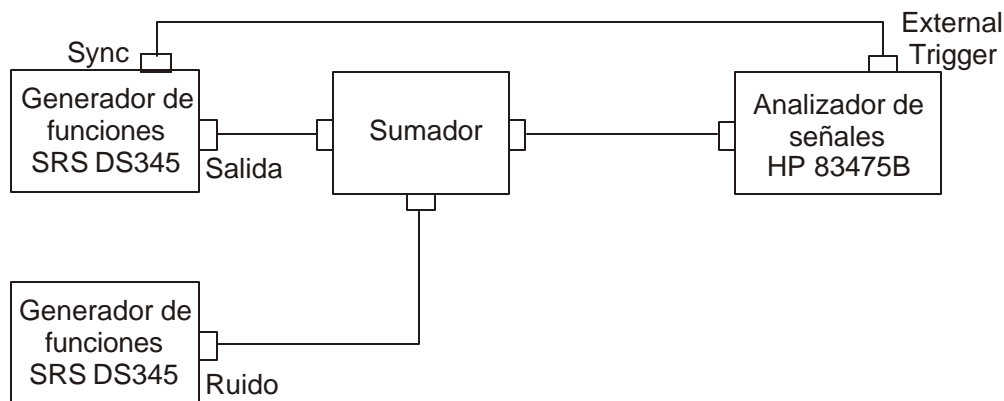 External
Trigger
Sync
Generador de
funciones
SRS DS345
Salida
Sumador
Analizador de
señales
HP 83475B
Generador de
funciones
SRS DS345
Ruido